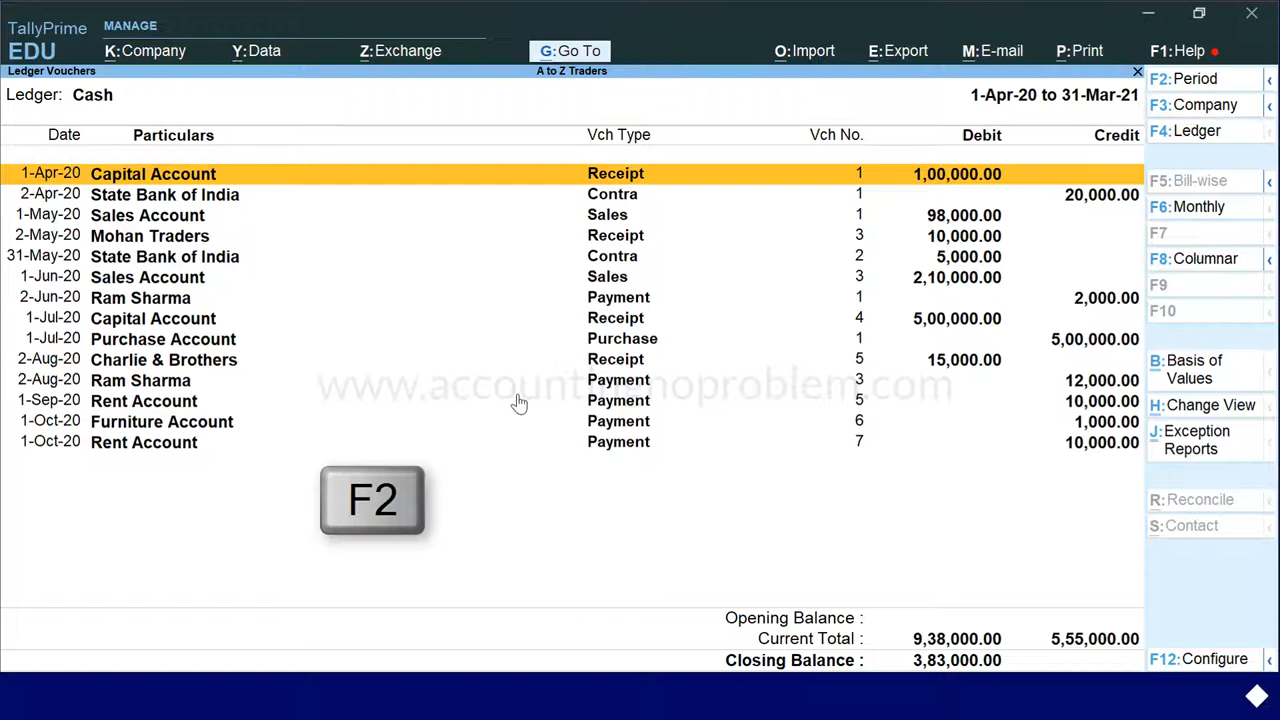 TallyPrime MANAGE
EDU K:Company Y:Data Z:Exchange G:Go To O:Import E:Export M:E-mail P:Print F1:Help
Ledger Vouchers A to Z Traders
Ledger: Cash 1-Apr-20 to 31-Mar-21
Date Particulars Vch Type Vch No. Debit Credit
1-Apr-20 Capital Account Receipt 1 1,00,000.00
2-Apr-20 State Bank of India Contra 1 20,000.00
1-May-20 Sales Account Sales 1 98,000.00
2-May-20 Mohan Traders Receipt 3 10,000.00
31-May-20 State Bank of India Contra 2 5,000.00
1-Jun-20 Sales Account Sales 3 2,10,000.00
2-Jun-20 Ram Sharma Payment 1 2,000.00
1-Jul-20 Capital Account Receipt 4 5,00,000.00
1-Jul-20 Purchase Account Purchase 1 5,00,000.00
2-Aug-20 Charlie & Brothers Receipt 5 15,000.00
2-Aug-20 Ram Sharma Payment 3 12,000.00
1-Sep-20 Rent Account Payment 5 10,000.00
1-Oct-20 Furniture Account Payment 6 1,000.00
1-Oct-20 Rent Account Payment 7 10,000.00
F2
Opening Balance :
Current Total : 9,38,000.00 5,55,000.00
Closing Balance : 3,83,000.00
F2:Period
F3:Company
F4:Ledger
F5:Bill-wise
F6:Monthly
F7
F8:Columnar
F9
F10
B:Basis of
Values
H:Change View
J:Exception
Reports
R:Reconcile
S:Contact
F12:Configure